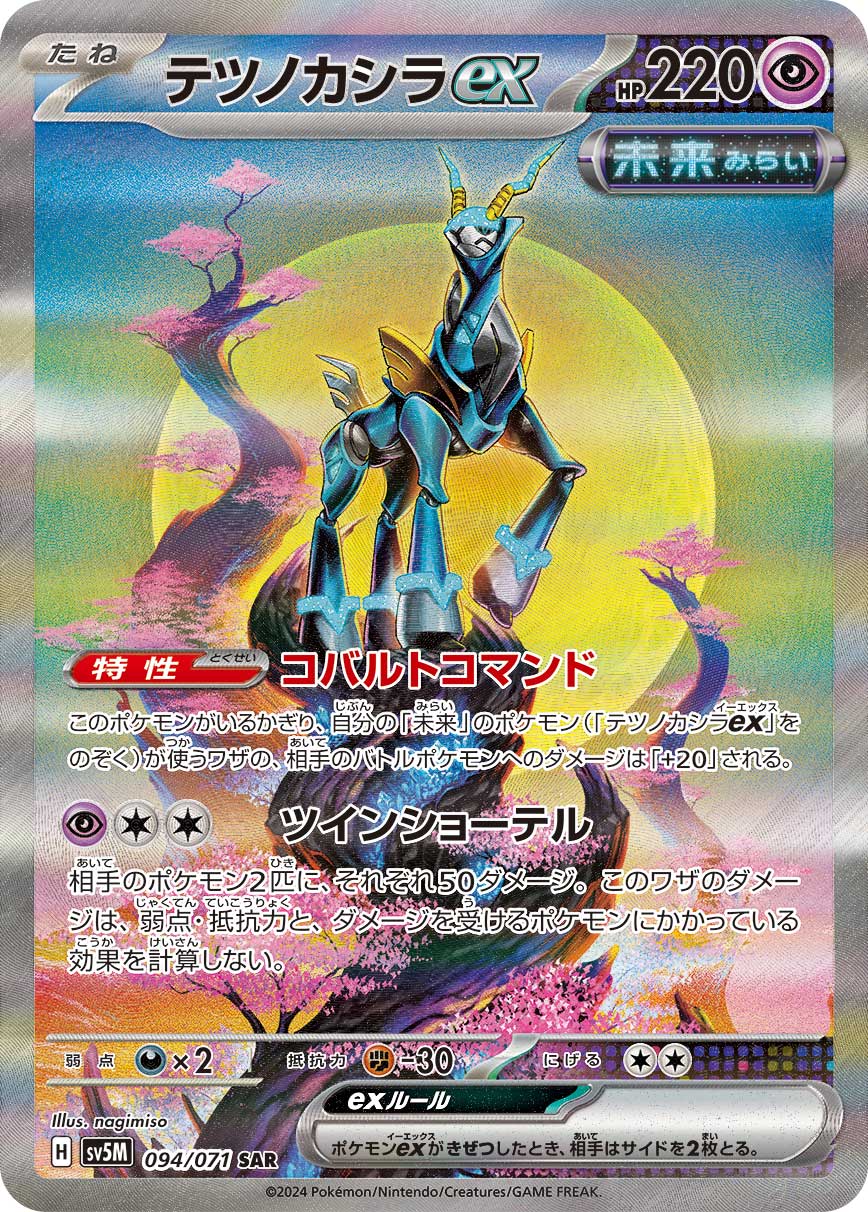 たね
テツノカシラex
HP220
未来みらい
特性
とくせい
コバルトコマンド
このポケモンがいるかぎり、自分の「未来」のポケモン（「テツノカシラex」を
のぞく）が使うワザの、相手のバトルポケモンへのダメージは「+20」される。
ツインショーテル
相手のポケモン2匹に、それぞれ50ダメージ。このワザのダメー
ジは、弱点・抵抗力と、ダメージを受けるポケモンにかかっている
効果を計算しない。
弱点 ×2 抵抗力 -30 にげる
exルール
ポケモンexがきぜつしたとき、相手はサイドを2枚とる。
Illus. nagimiso
H sv5M 094/071 SAR
©2024 Pokémon/Nintendo/Creatures/GAME FREAK.